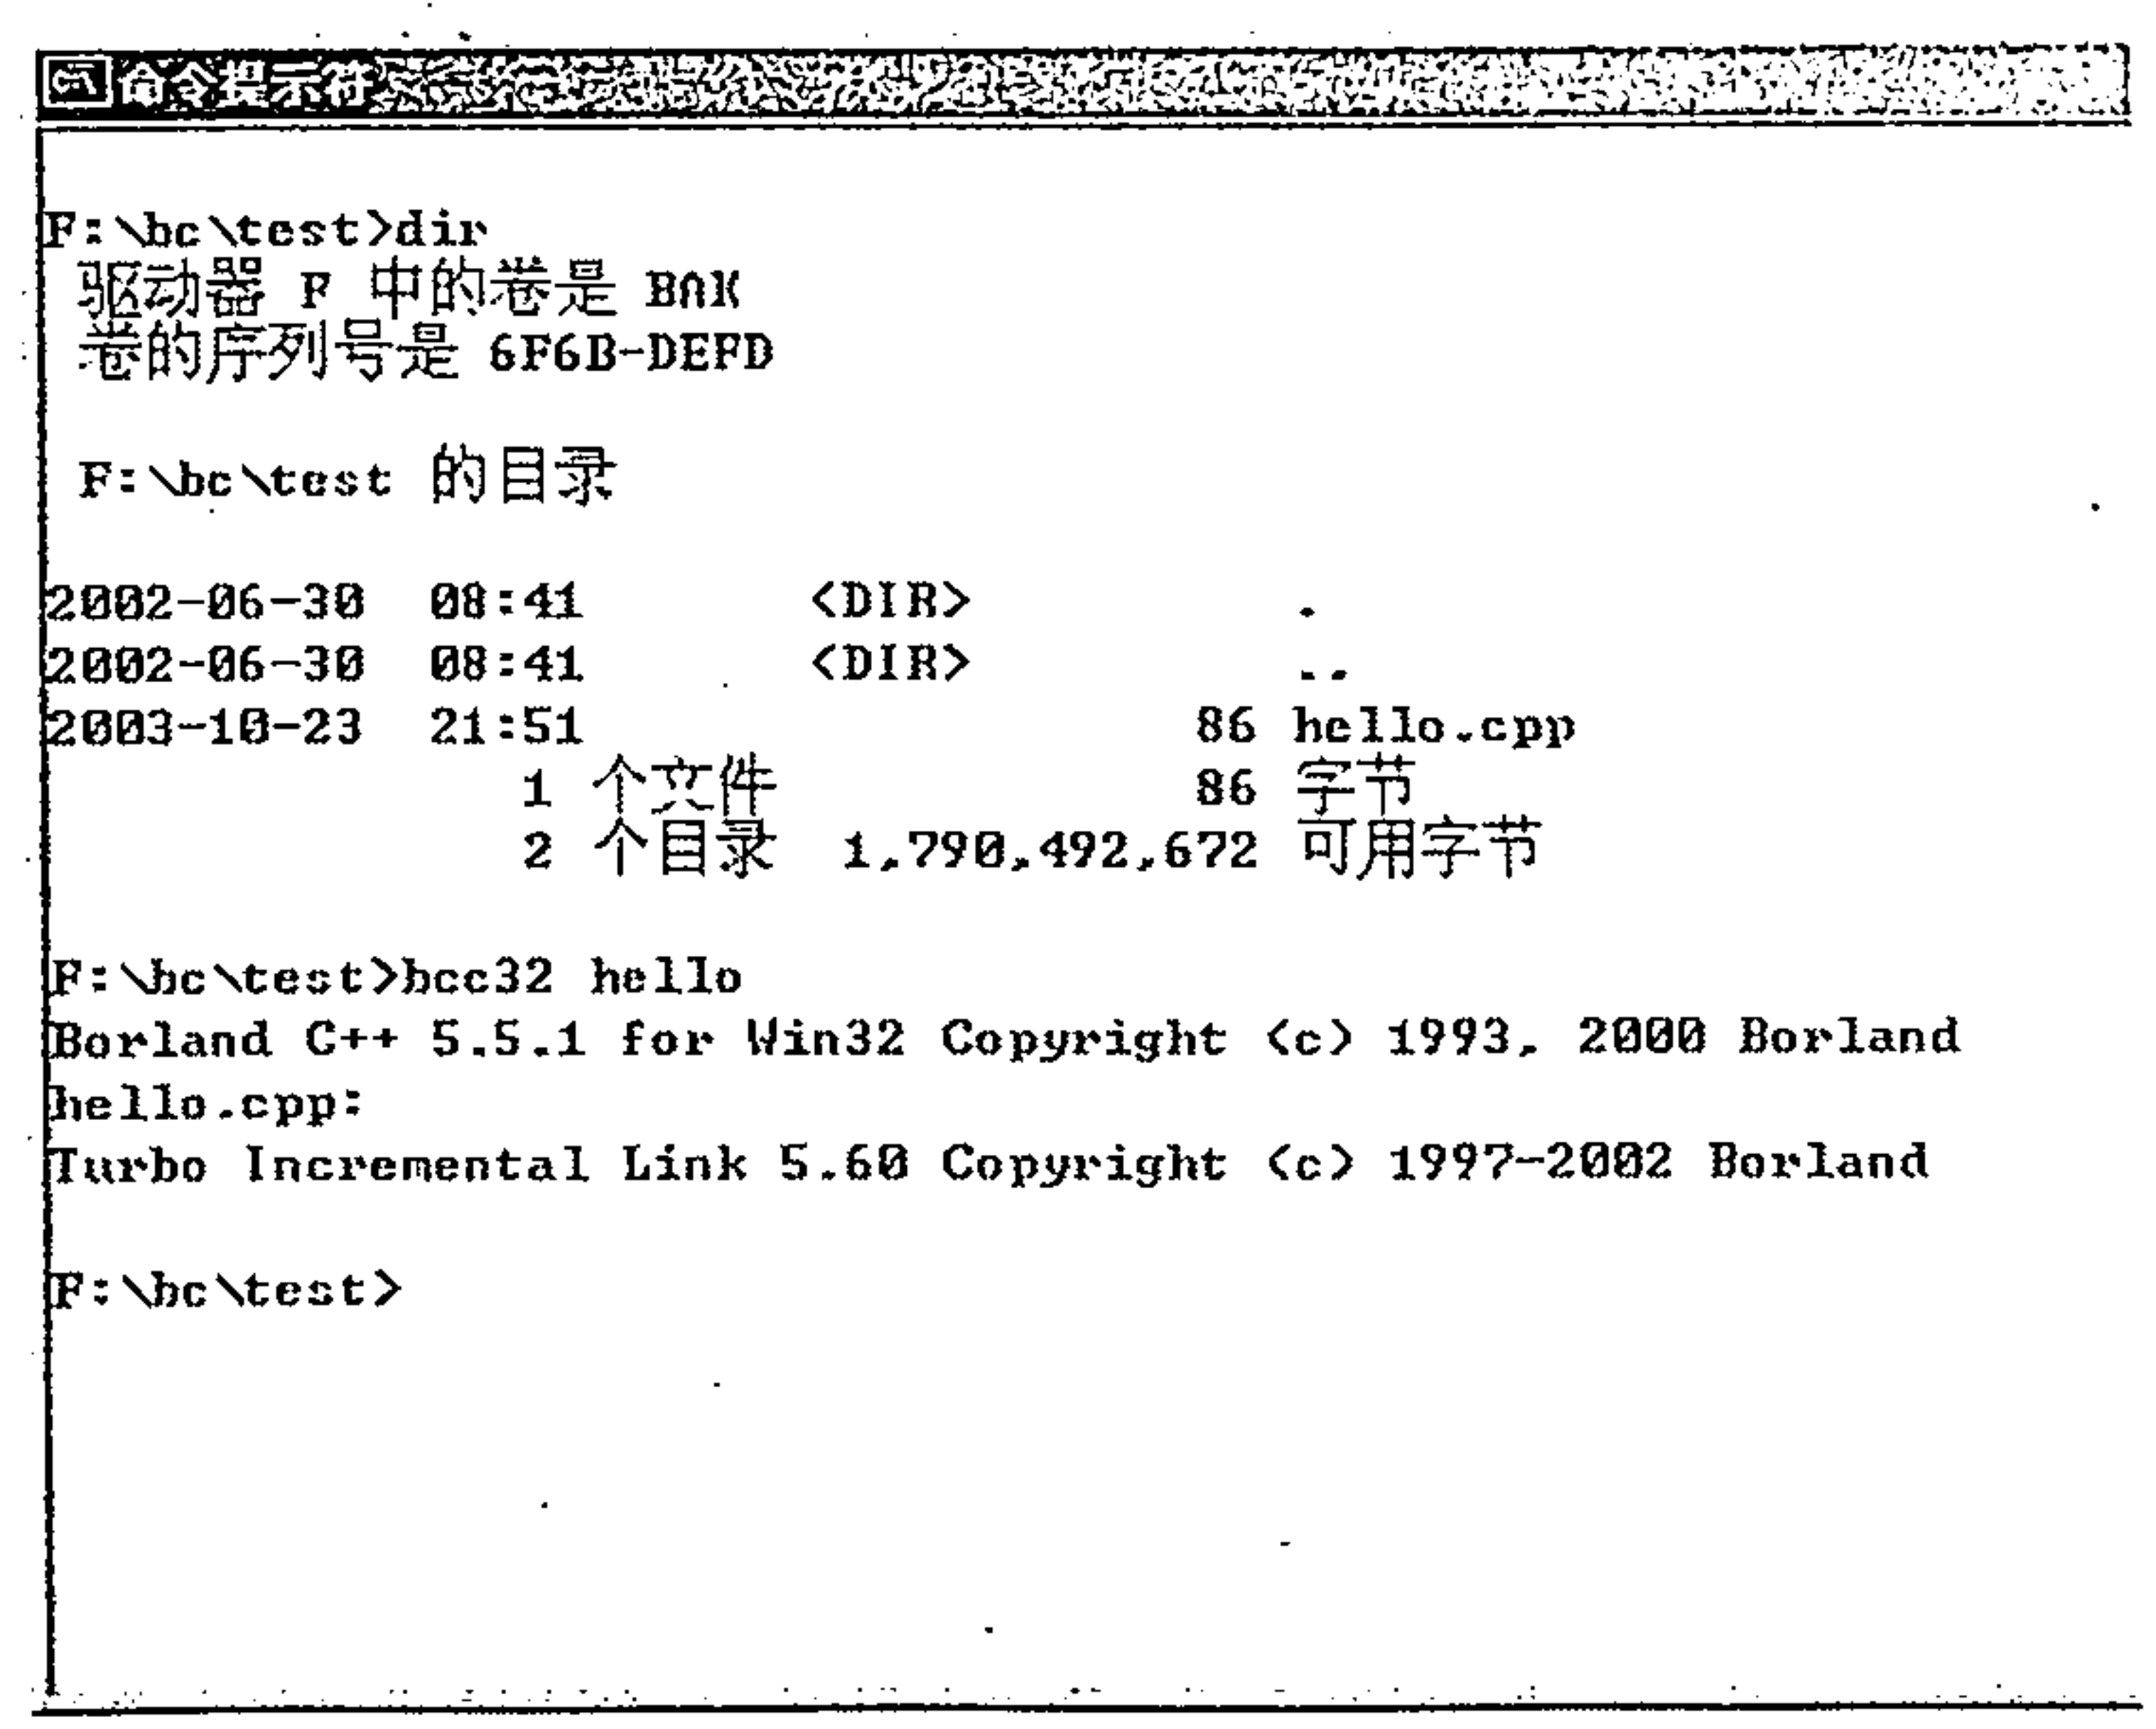 命令提示符
F:\bc\test>dir
 驱动器 F 中的卷是 BAK
 卷的序列号是 6F6B-DEFD
 F:\bc\test 的目录
2002-06-30  08:41       <DIR>          .
2002-06-30  08:41       <DIR>          ..
2003-10-23  21:51                   86 hello.cpp
               1 个文件             86 字节
               2 个目录  1,790,492,672 可用字节
F:\bc\test>bcc32 hello
Borland C++ 5.5.1 for Win32 Copyright (c) 1993, 2000 Borland
hello.cpp:
Turbo Incremental Link 5.60 Copyright (c) 1997-2002 Borland
F:\bc\test>